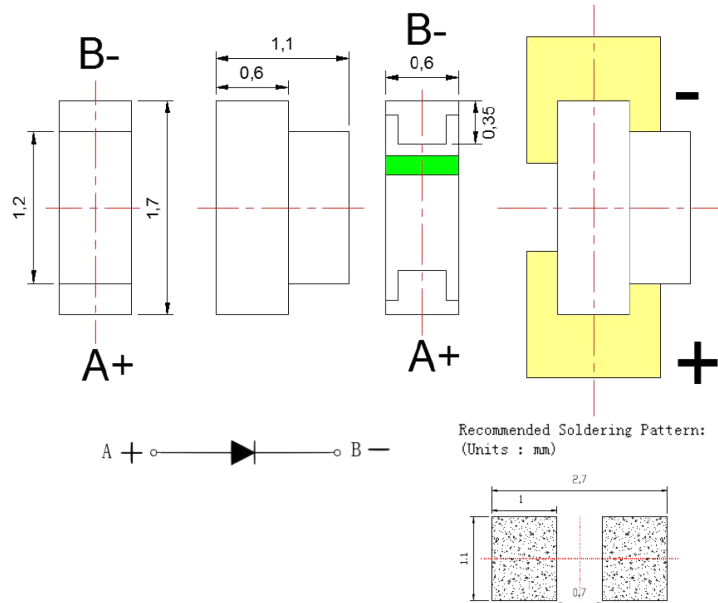 B-
1,1
0,6
B-
0,6
0,35
-
1,2
1,7
A+
A+
+
A + B —
Recommended Soldering Pattern:
(Units : mm)
2.7
1
1.1
0.7